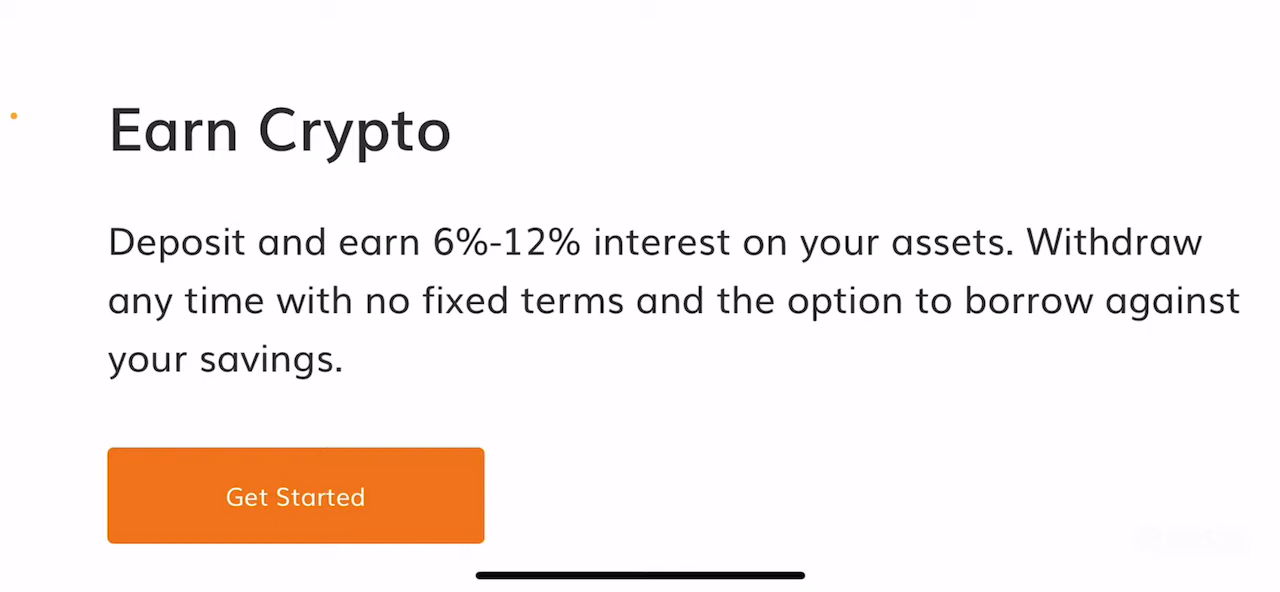 Earn Crypto
Deposit and earn 6%-12% interest on your assets. Withdraw
any time with no fixed terms and the option to borrow against
your savings.
Get Started